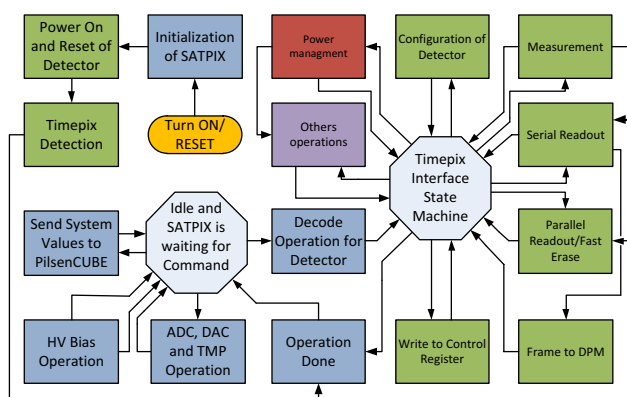 Power On
and Reset of
Detector
Initialization
of SATPIX
Power
managment
Configuration of
Detector
Measurement
Timepix
Detection
Turn ON/
RESET
Others
operations
Timepix
Interface
State
Machine
Serial Readout
Send System
Values to
PilsenCUBE
Idle and
SATPIX is
waiting for
Command
Decode
Operation for
Detector
Parallel
Readout/Fast
Erase
HV Bias
Operation
ADC, DAC
and TMP
Operation
Operation
Done
Write to Control
Register
Frame to DPM